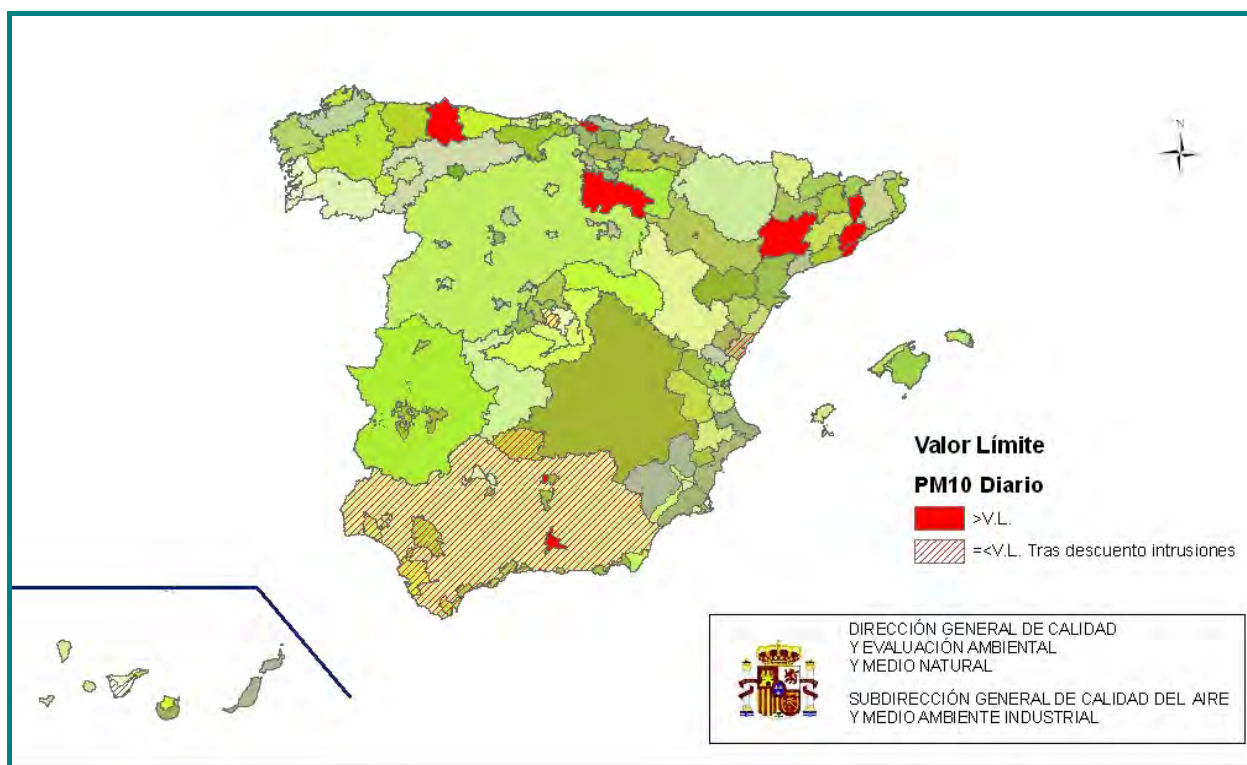 N
Valor Límite
PM10 Diario
>V.L.
=<V.L. Tras descuento intrusiones
DIRECCIÓN GENERAL DE CALIDAD
Y EVALUACIÓN AMBIENTAL
Y MEDIO NATURAL
SUBDIRECCIÓN GENERAL DE CALIDAD DEL AIRE
Y MEDIO AMBIENTE INDUSTRIAL